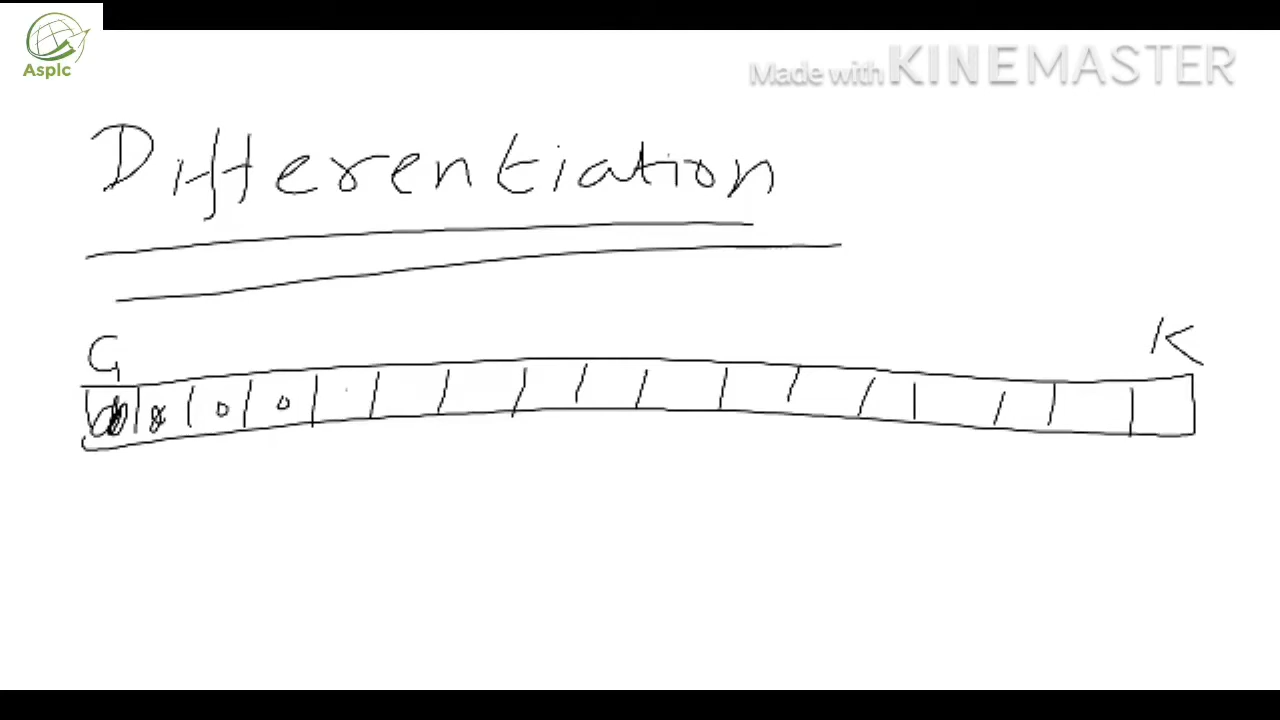 Asplc
Made with KINEMASTER
Differentiation
G
K
o o